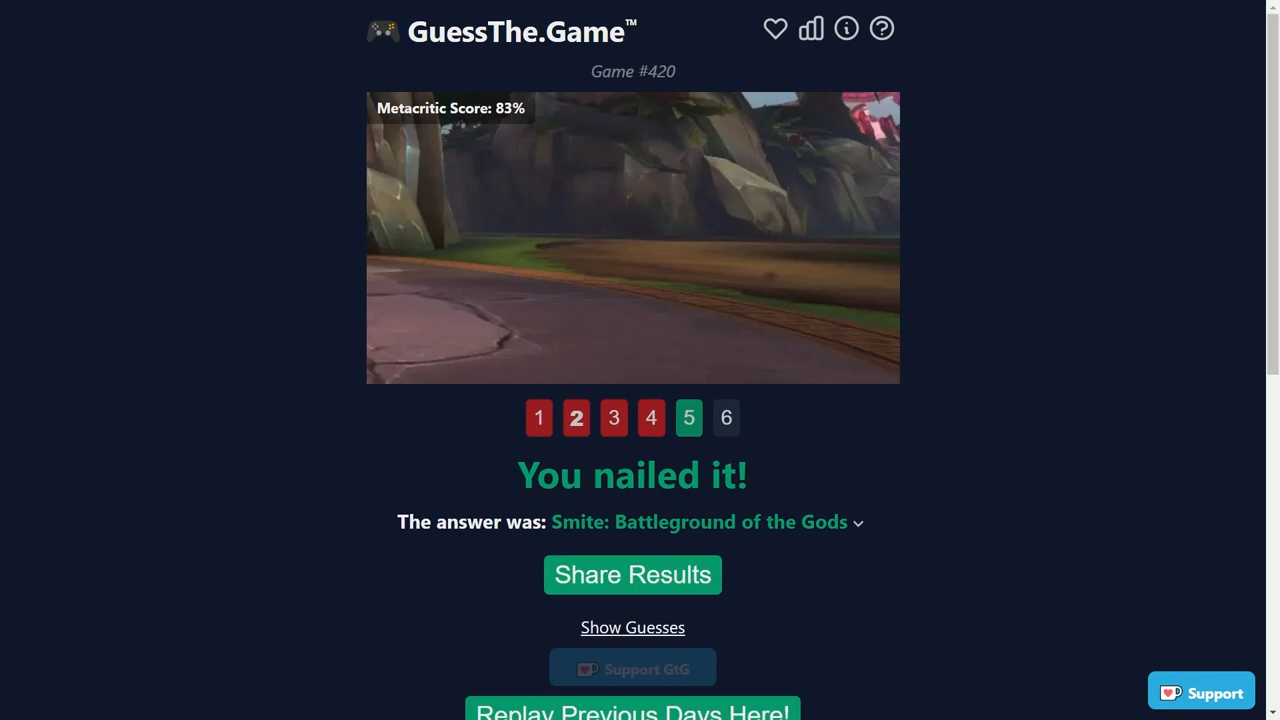 GuessThe.Game™
Game #420
Metacritic Score: 83%
1 2 3 4 5 6
You nailed it!
The answer was: Smite: Battleground of the Gods
Share Results
Show Guesses
Support GtG
Support
Replay Previous Days Here!